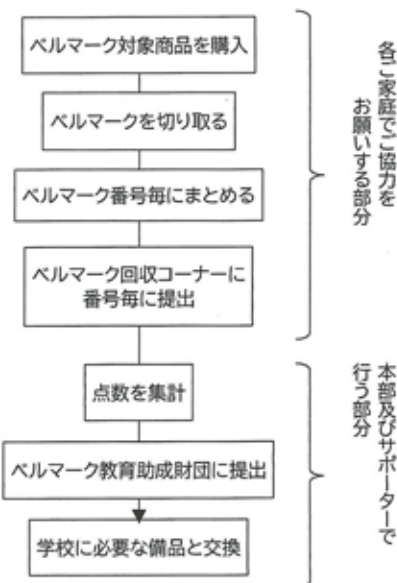 ベルマーク対象商品を購入
ベルマークを切り取る
ベルマーク番号毎にまとめる
ベルマーク回収コーナーに
番号毎に提出
各ご家庭でご協力を
お願いする部分
点数を集計
ベルマーク教育助成財団に提出
学校に必要な備品と交換
本部及びサポーターで
行う部分